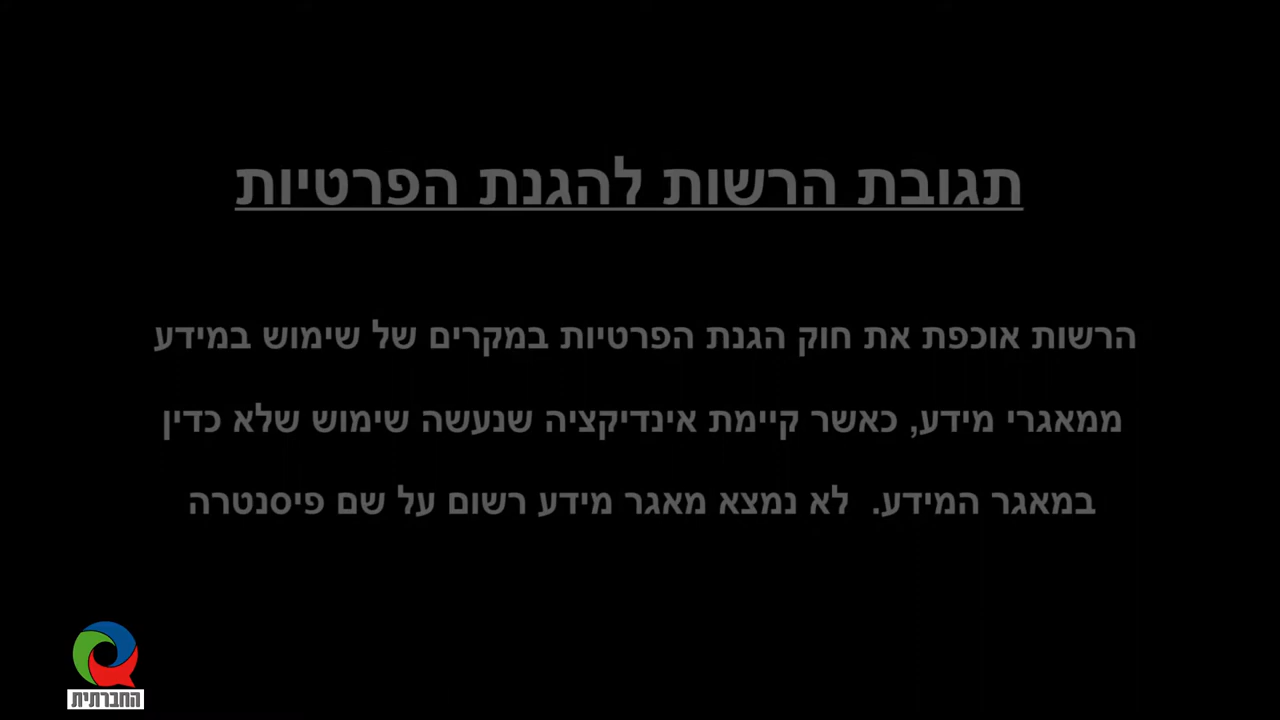 תגובת הרשות להגנת הפרטיות
הרשות אוכפת את חוק הגנת הפרטיות במקרים של שימוש במידע
ממאגרי מידע, כאשר קיימת אינדיקציה שנעשה שימוש שלא כדין
במאגר המידע.  לא נמצא מאגר מידע רשום על שם פיסנטרה
החברתית